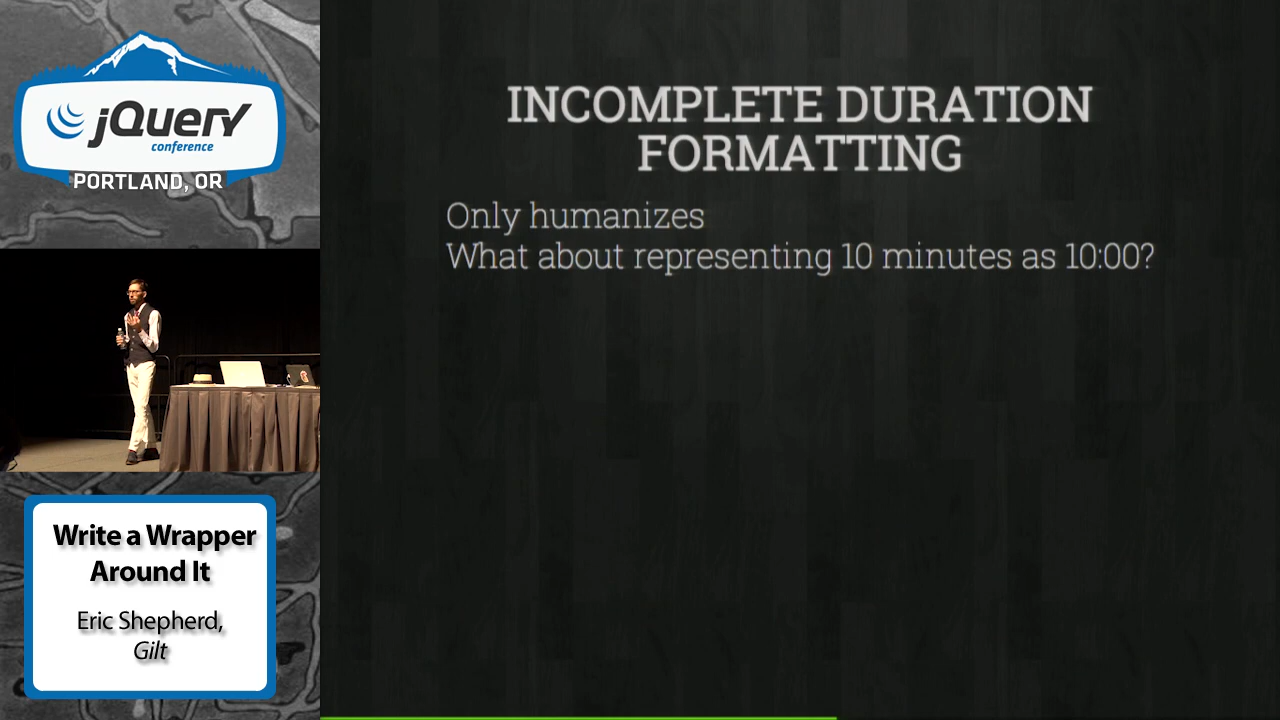 jQuery
conference
PORTLAND, OR
Write a Wrapper
Around It
Eric Shepherd,
Gilt
INCOMPLETE DURATION
FORMATTING
Only humanizes
What about representing 10 minutes as 10:00?